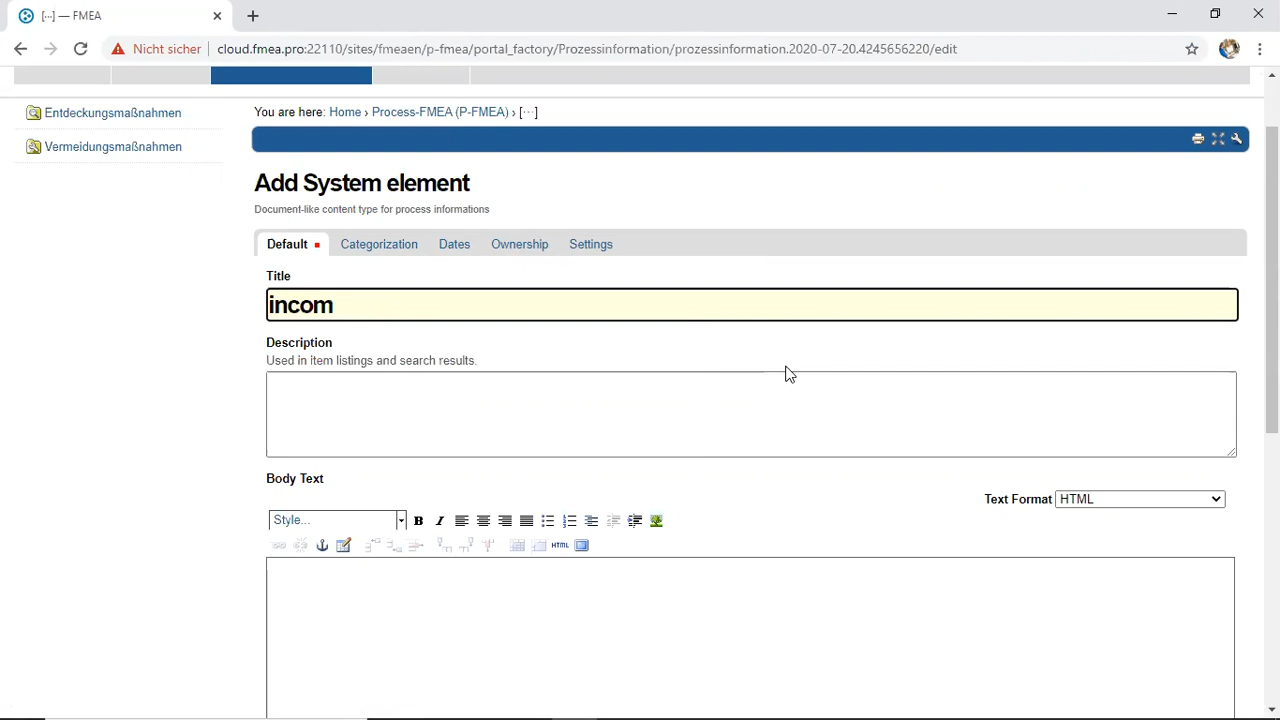 [···] — FMEA
Nicht sicher cloud.fmea.pro:22110/sites/fmeaen/p-fmea/portal_factory/Prozessinformation/prozessinformation.2020-07-20.4245656220/edit
Entdeckungsmaßnahmen
Vermeidungsmaßnahmen
You are here: Home › Process-FMEA (P-FMEA) › [···]
Add System element
Document-like content type for process informations
Default Categorization Dates Ownership Settings
Title
incom
Description
Used in item listings and search results.
Body Text
Text Format HTML
Style...
B I
HTML